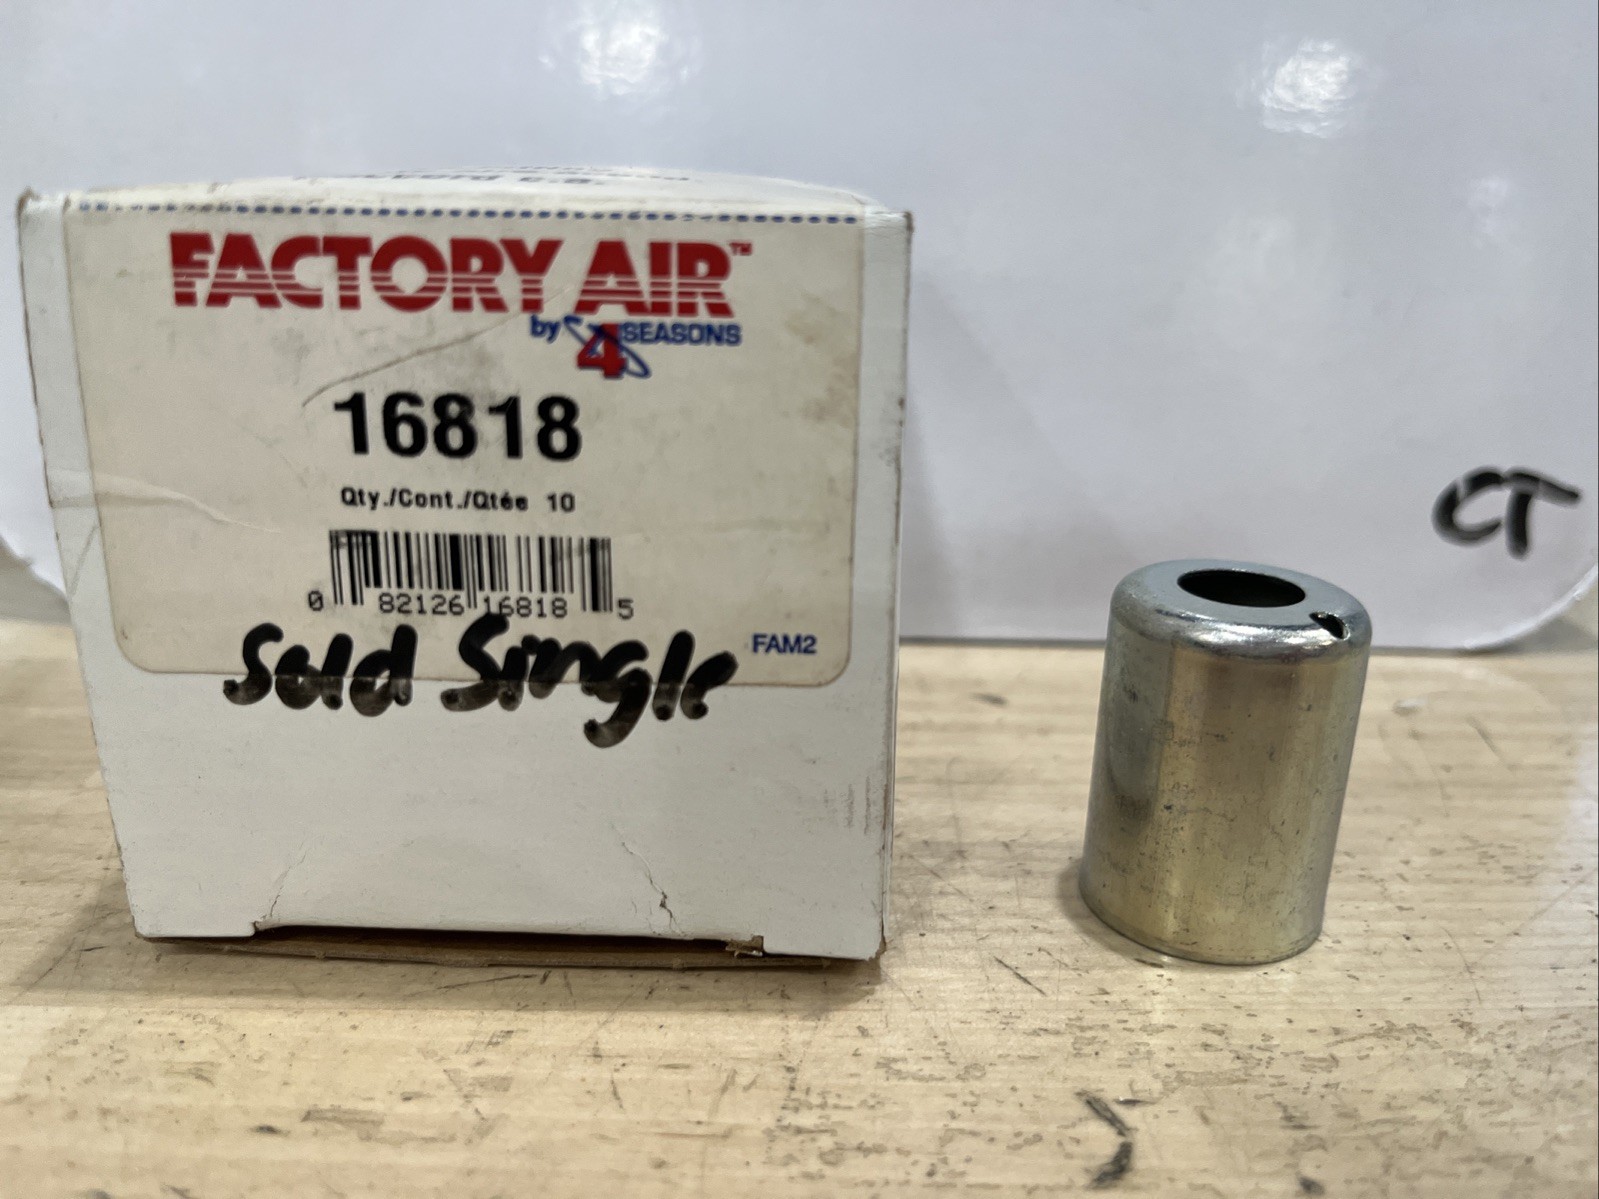 FACTORY AIR™
by 4 SEASONS
16818
Qty./Cont./Qtée 10
0 82126 16818 5
FAM2
Sold Single
CT